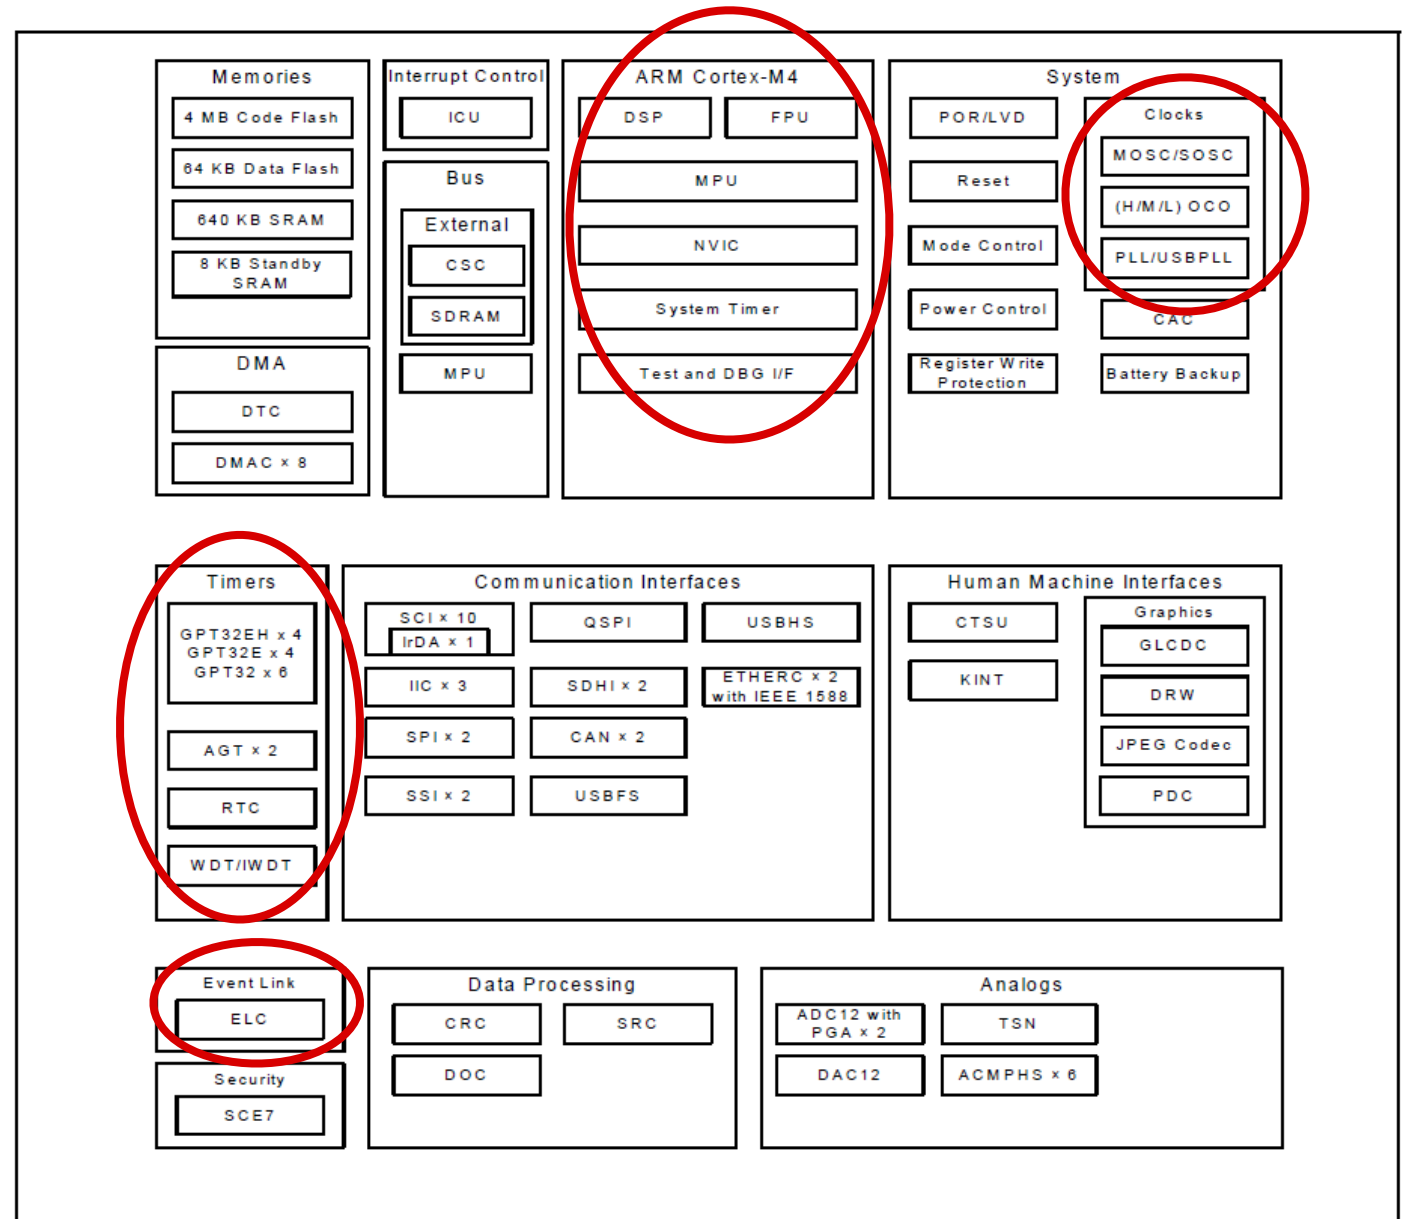 Memories
4 MB Code Flash
64 KB Data Flash
640 KB SRAM
8 KB Standby
SRAM
DMA
DTC
DMAC × 8
Interrupt Control
ICU
Bus
External
CSC
SDRAM
MPU
ARM Cortex-M4
DSP
FPU
MPU
NVIC
System Timer
Test and DBG I/F
System
POR/LVD
Reset
Mode Control
Power Control
Register Write
Protection
Clocks
MOSC/SOSC
(H/M/L) OCO
PLL/USBPLL
CAC
Battery Backup
Timers
GPT32EH x 4
GPT32E x 4
GPT32 x 6
AGT × 2
RTC
WDT/IWDT
Communication Interfaces
SCI × 10
IrDA × 1
IIC × 3
SPI × 2
SSI × 2
QSPI
SDHI × 2
CAN × 2
USBFS
USBHS
ETHERC × 2
with IEEE 1588
Human Machine Interfaces
CTSU
KINT
Graphics
GLCDC
DRW
JPEG Codec
PDC
Event Link
ELC
Security
SCE7
Data Processing
CRC
SRC
DOC
Analogs
ADC12 with
PGA × 2
TSN
DAC12
ACMPHS × 6